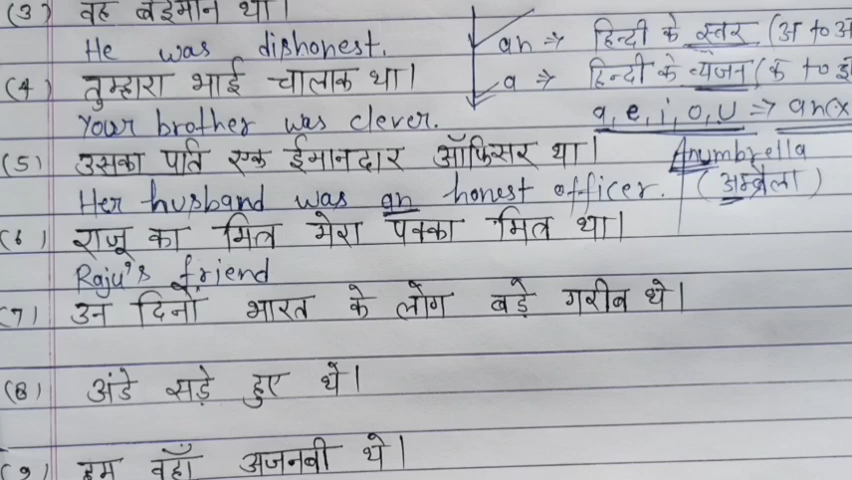 (3) वह बेईमान था।
He was dishonest.
(4) तुम्हारा भाई चालाक था।
Your brother was clever.
(5) उसका पति एक ईमानदार ऑफिसर था।
Her husband was an honest officer.
(6) राजू का मित्र मेरा पक्का मित्र था।
Raju's friend
(7) उन दिनों भारत के लोग बड़े गरीब थे।
(8) अंडे सड़े हुए थे।
(9) हम वहाँ अजनबी थे।
an ⇒ हिन्दी के स्वर (अ to
a ⇒ हिन्दी के व्यंजन (क to
a, e, i, o, u ⇒ an (x
An umbrella
(अम्ब्रेला)